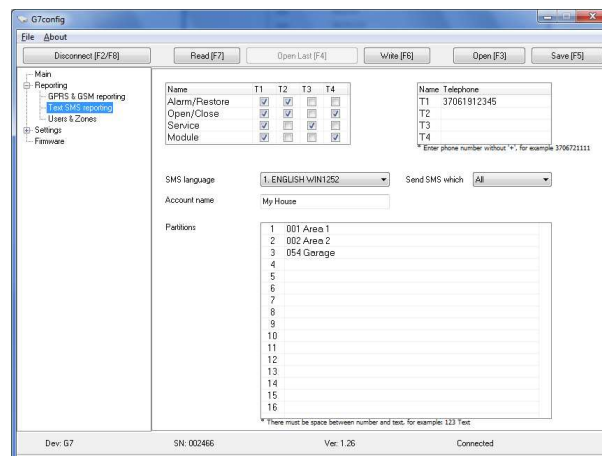 G7config
File About
Disconnect [F2/F8] Read [F7] Open Last [F4] Write [F6] Open [F3] Save [F5]
Main
Reporting
GPRS & GSM reporting
Text SMS reporting
Users & Zones
Settings
Firmware
Name T1 T2 T3 T4
Alarm/Restore
Open/Close
Service
Module
Name Telephone
T1 37061912345
T2
T3
T4
* Enter phone number without '+', for example 3706721111
SMS language 1. ENGLISH WIN1252 Send SMS which All
Account name My House
Partitions
1 001 Area 1
2 002 Area 2
3 054 Garage
4
5
6
7
8
9
10
11
12
13
14
15
16
* There must be space between number and text, for example: 123 Text
Dev: G7 SN: 002466 Ver: 1.26 Connected